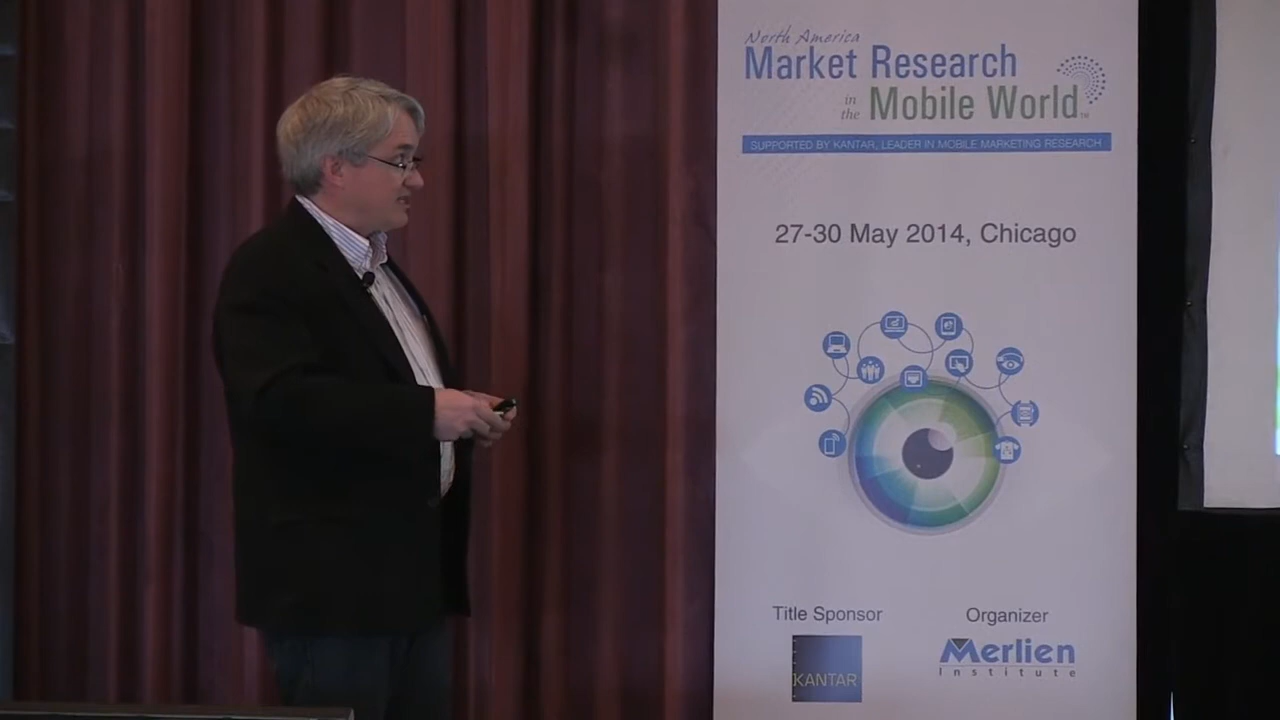 North America
Market Research
in the Mobile World™
SUPPORTED BY KANTAR, LEADER IN MOBILE MARKETING RESEARCH
27-30 May 2014, Chicago
Title Sponsor
Organizer
KANTAR
Merlien
Institute